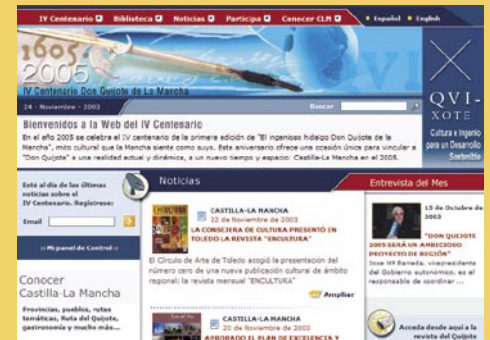 IV Centenario Biblioteca Noticias Participa Conocer CLM Español English
1605
2005
IV Centenario Don Quijote de La Mancha
24 - Noviembre - 2003
Buscar
QVI-
XOTE
Cultura e Ingenio
para un Desarrollo
Sostenible
Bienvenidos a la Web del IV Centenario
En el año 2005 se celebra el IV centenario de la primera edición de "El ingenioso hidalgo Don Quijote de la
Mancha", mito cultural que la Mancha siente como suyo. Este aniversario ofrece una ocasión única para vincular a
"Don Quijote" a una realidad actual y dinámica, a un nuevo tiempo y espacio: Castilla-La Mancha en el 2005.
Esté al día de las últimas
noticias sobre el
IV Centenario. Regístrese:
Email
:: Mi panel de Control ::
Conocer
Castilla-La Mancha
Provincias, pueblos, rutas
temáticas, Ruta del Quijote,
gastronomía y mucho más...
Noticias
ENCULTURA
CASTILLA-LA MANCHA
22 de Noviembre de 2003
LA CONSEJERA DE CULTURA PRESENTÓ EN
TOLEDO LA REVISTA "ENCULTURA"
El Círculo de Arte de Toledo acogió la presentación del
número cero de una nueva publicación cultural de ámbito
regional: la revista mensual "ENCULTURA"
Ampliar
CASTILLA-LA MANCHA
20 de Noviembre de 2003
APROBADO EL PLAN DE EXCELENCIA Y
Entrevista del Mes
15 de Octubre de
2003
"DON QUIJOTE
2005 SERÁ UN AMBICIOSO
PROYECTO DE REGIÓN"
Jose Mª Barreda, vicepresidente
del Gobierno autonómico, es el
responsable de coordinar ...
Acceda desde aquí a la
revista del Quijote